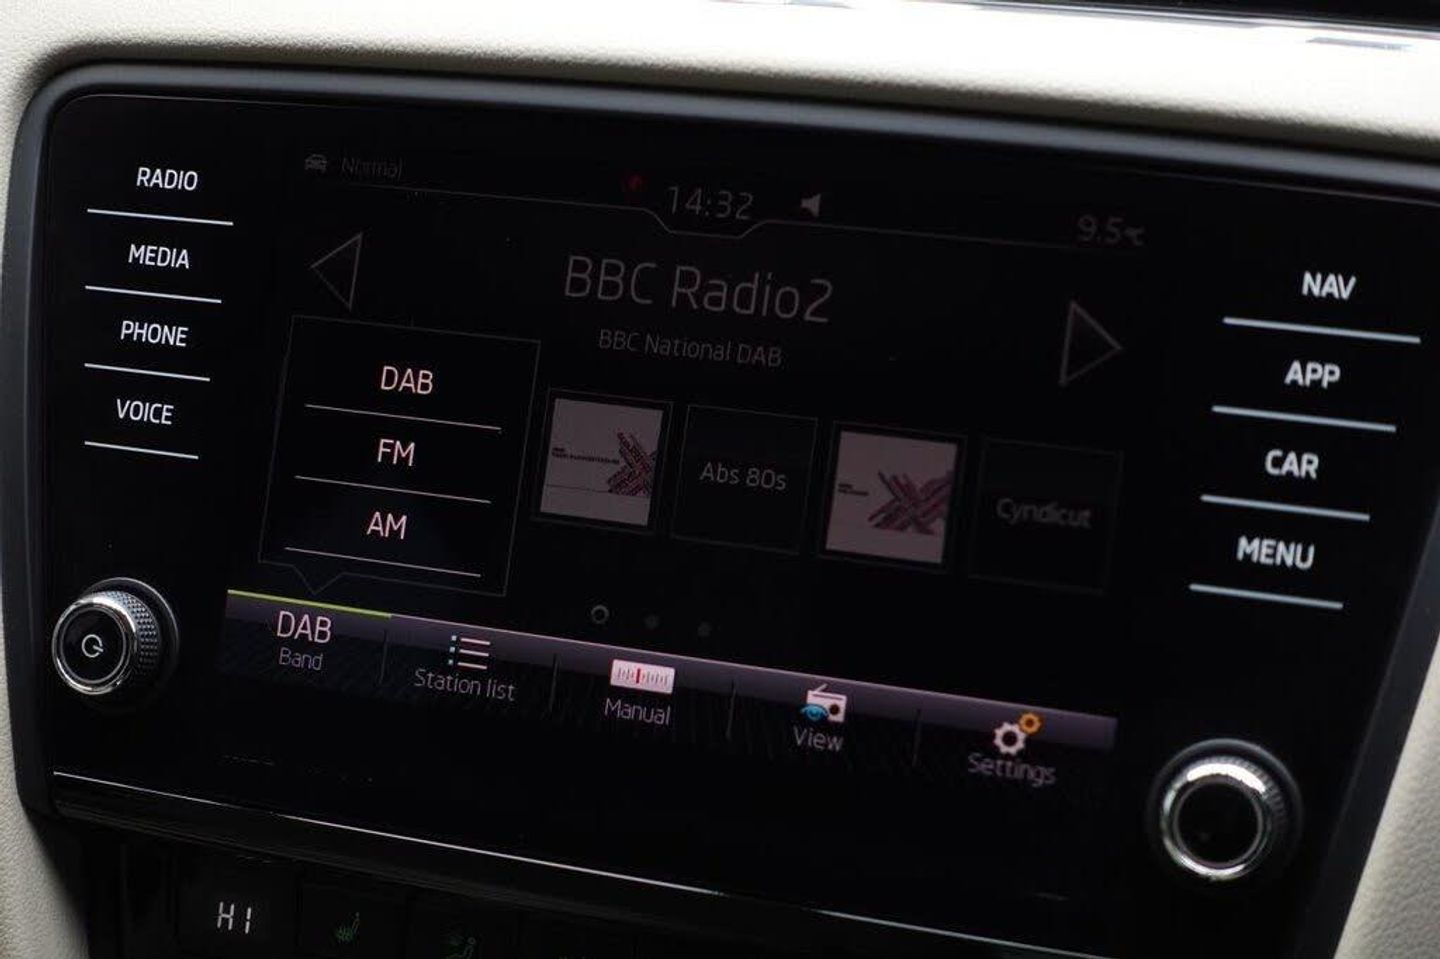 RADIO
MEDIA
PHONE
VOICE
Normal
14:32
9.5°C
BBC Radio2
BBC National DAB
DAB
FM
AM
Abs 80s
Cyndicut
DAB
Band
Station list
Manual
View
Settings
NAV
APP
CAR
MENU
HI